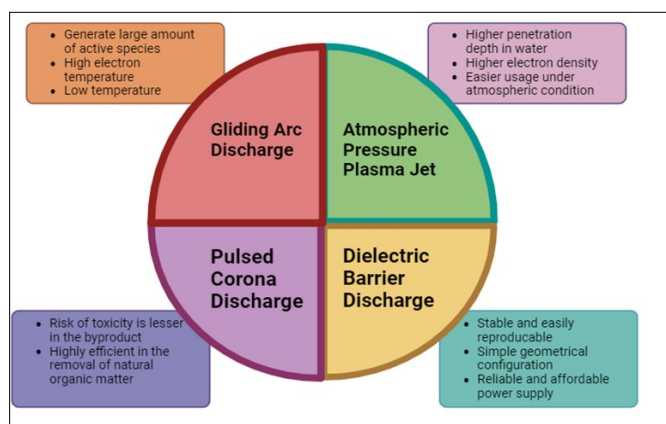 • Generate large amount
of active species
• High electron
temperature
• Low temperature
• Higher penetration
depth in water
• Higher electron density
• Easier usage under
atmospheric condition
Gliding Arc
Discharge
Atmospheric
Pressure
Plasma Jet
Pulsed
Corona
Discharge
Dielectric
Barrier
Discharge
• Risk of toxicity is lesser
in the byproduct
• Highly efficient in the
removal of natural
organic matter
• Stable and easily
reproducable
• Simple geometrical
configuration
• Reliable and affordable
power supply